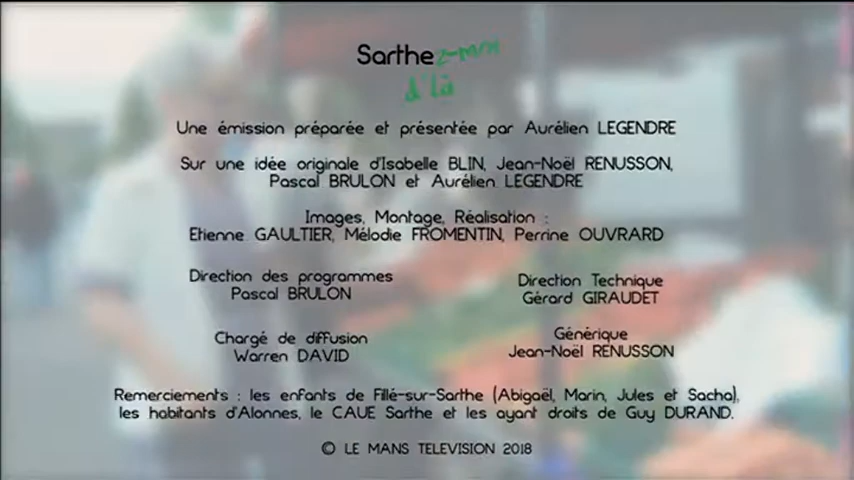 Sarthez-moi
d'là
Une émission préparée et présentée par Aurélien LEGENDRE
Sur une idée originale d'Isabelle BLIN, Jean-Noël RENUSSON,
Pascal BRULON et Aurélien LEGENDRE
Images, Montage, Réalisation :
Etienne GAULTIER, Mélodie FROMENTIN, Perrine OUVRARD
Direction des programmes
Pascal BRULON
Direction Technique
Gérard GIRAUDET
Chargé de diffusion
Warren DAVID
Générique
Jean-Noël RENUSSON
Remerciements : les enfants de Fillé-sur-Sarthe (Abigaël, Marin, Jules et Sacha),
les habitants d'Alonnes, le CAUE Sarthe et les ayant droits de Guy DURAND.
© LE MANS TELEVISION 2018